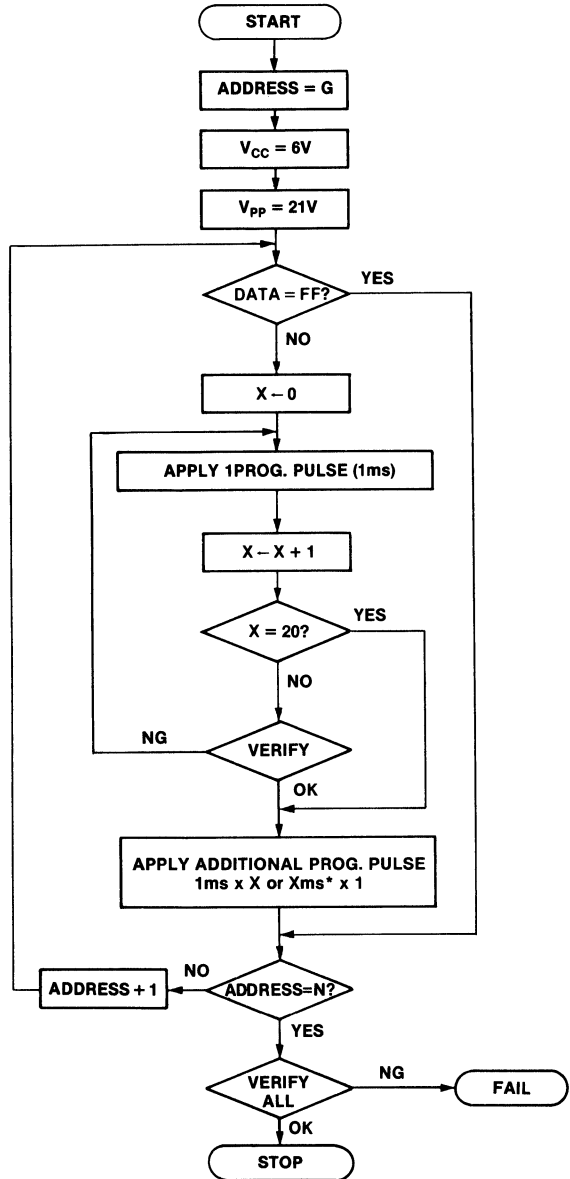 START
ADDRESS = G
V_CC = 6V
V_PP = 21V
DATA = FF?
YES
NO
X ← 0
APPLY 1PROG. PULSE (1ms)
X ← X + 1
X = 20?
YES
NO
VERIFY
NG
OK
APPLY ADDITIONAL PROG. PULSE
1ms x X or Xms* x 1
ADDRESS=N?
NO
ADDRESS + 1
YES
VERIFY
ALL
NG
FAIL
OK
STOP